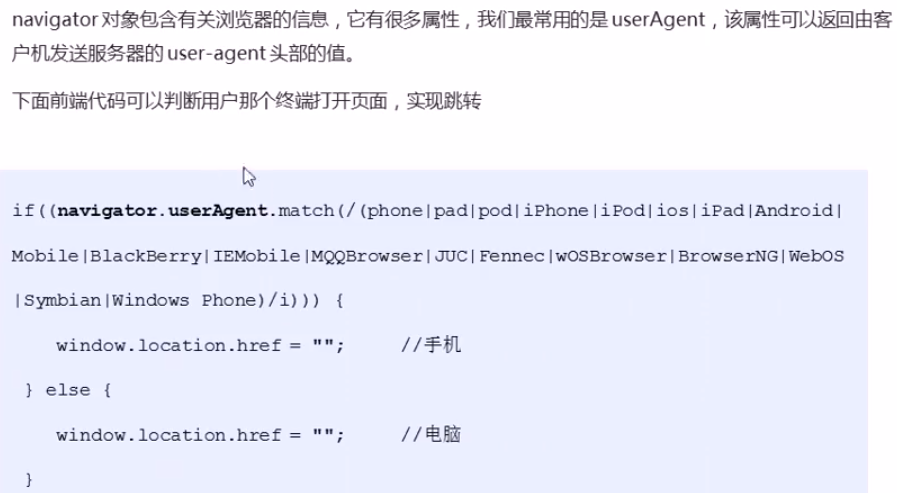 navigator 对象包含有关浏览器的信息，它有很多属性，我们最常用的是 userAgent，该属性可以返回由客
户机发送服务器的 user-agent 头部的值。
下面前端代码可以判断用户那个终端打开页面，实现跳转
if((navigator.userAgent.match(/(phone|pad|pod|iPhone|iPod|ios|iPad|Android|
Mobile|BlackBerry|IEMobile|MQQBrowser|JUC|Fennec|wOSBrowser|BrowserNG|WebOS
|Symbian|Windows Phone)/i))) {
window.location.href = "";     //手机
} else {
window.location.href = "";     //电脑
}